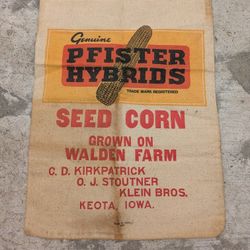 Genuine
PFISTER
HYBRIDS
TRADE MARK REGISTERED
SEED CORN
GROWN ON
WALDEN FARM
C. D. KIRKPATRICK
O. J. STOUTNER
KLEIN BROS.
KEOTA, IOWA.